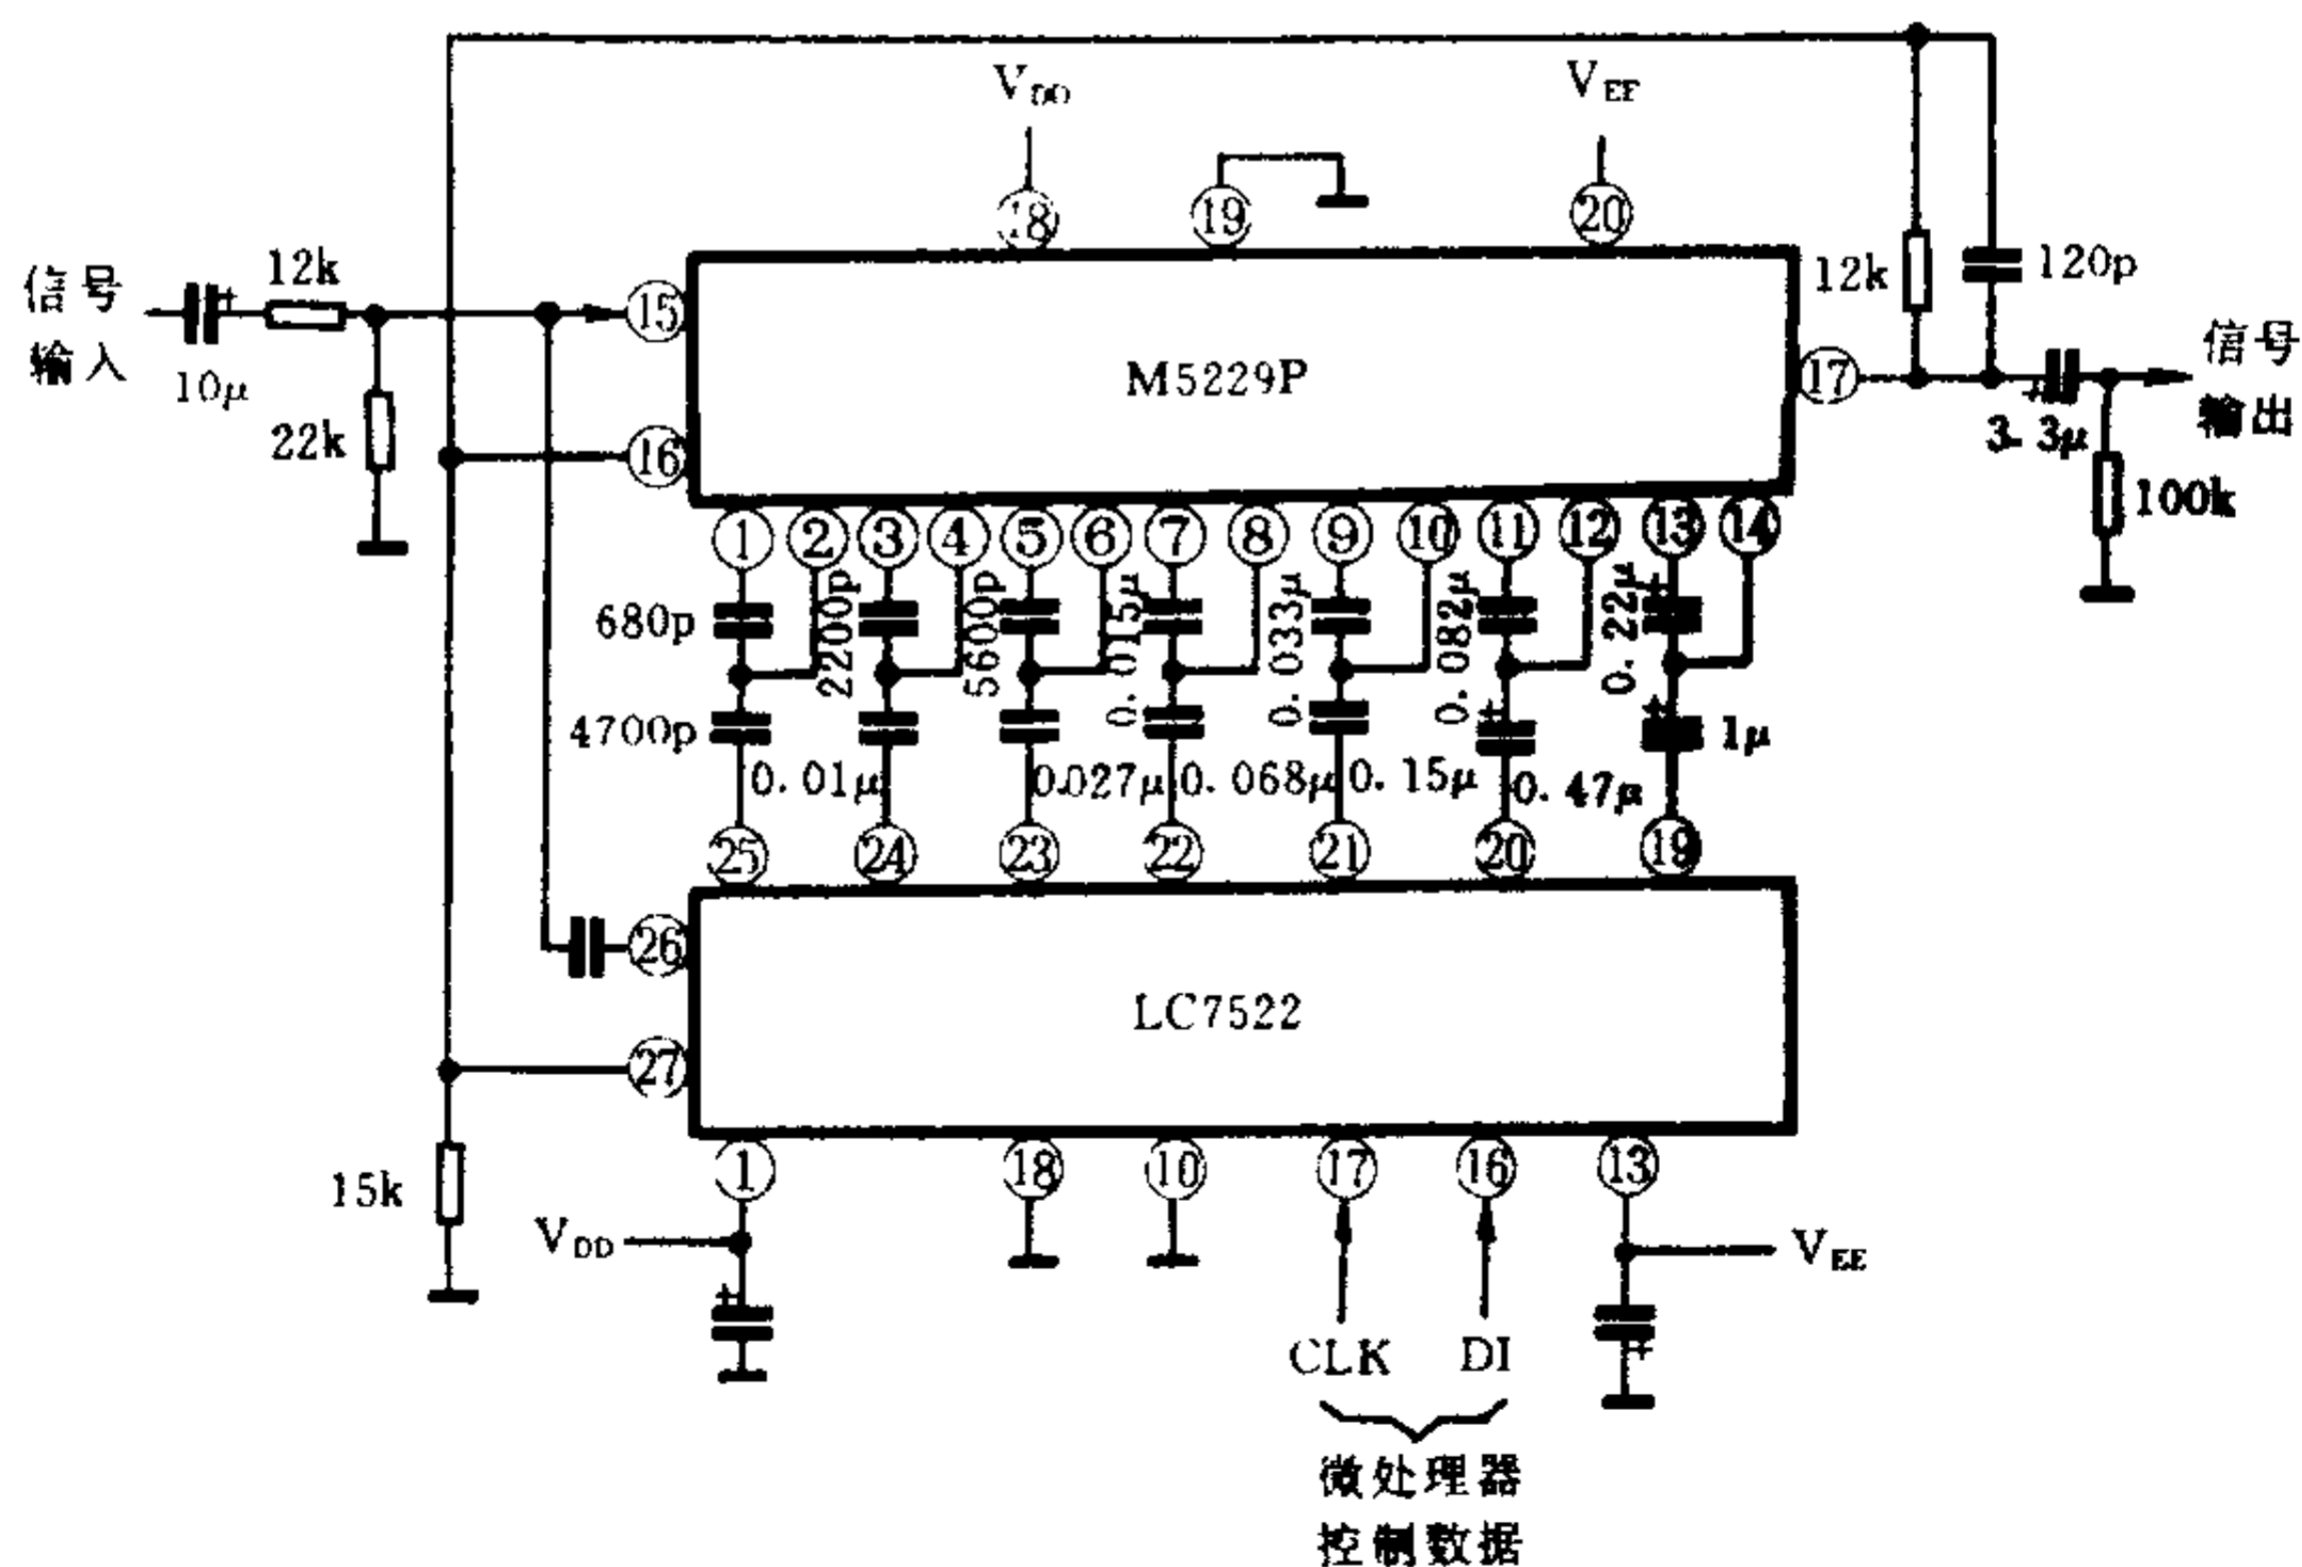 V_DD
V_EE
⑱
⑲
⑳
信号
输入
10μ
12k
22k
⑮
⑯
M5229P
⑰
12k
120p
3.3μ
信号
输出
100k
① ② ③ ④ ⑤ ⑥ ⑦ ⑧ ⑨ ⑩ ⑪ ⑫ ⑬ ⑭
680p
2200p
5600p
0.015μ
0.033μ
0.082μ
0.22μ
4700p
0.01μ
0.027μ
0.068μ
0.15μ
0.47μ
1μ
㉕ ㉔ ㉓ ㉒ ㉑ ⑳ ⑲
㉖
LC7522
㉗
15k
① ⑱ ⑩ ⑰ ⑯ ⑬
V_DD
V_EE
CLK
DI
微处理器
控制数据